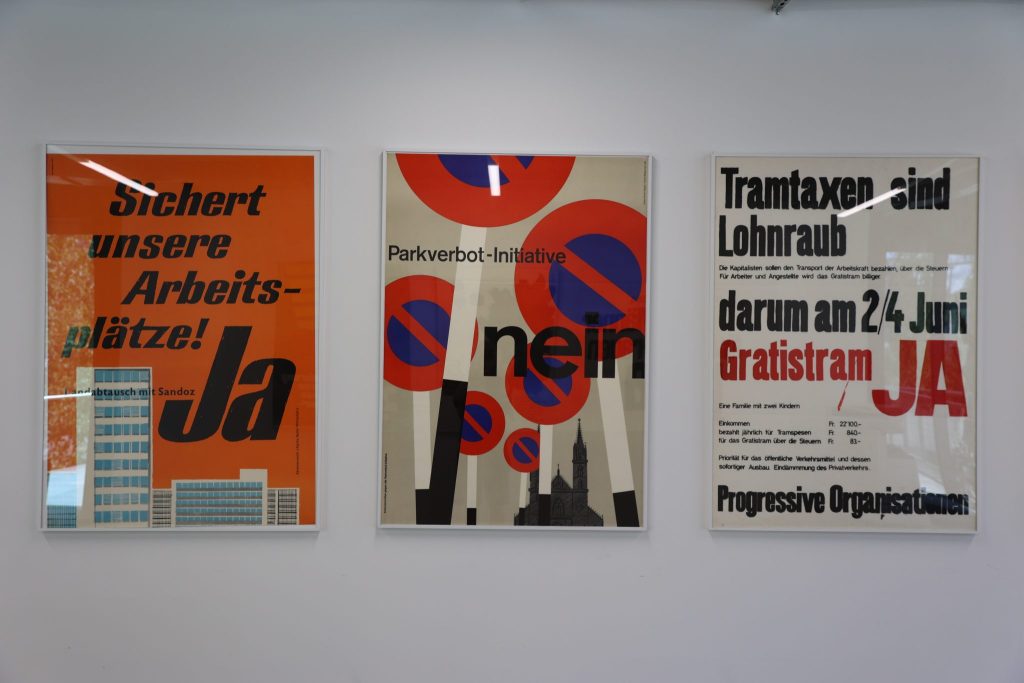 Sichert
unsere
Arbeits-
plätze!
Ja
Landabtausch mit Sandoz
Parkverbot-Initiative
nein
Tramtaxen sind
Lohnraub
Die Kapitalisten sollen den Transport der Arbeitskraft bezahlen, über die Steuern
Für Arbeiter und Angestellte wird das Gratistram billiger.
darum am 2/4 Juni
Gratistram JA
Eine Familie mit zwei Kindern
Einkommen Fr. 22'100.-
bezahlt jährlich für Tramspesen Fr. 840.-
für das Gratistram über die Steuern Fr. 83.-
Priorität für das öffentliche Verkehrsmittel und dessen
sofortiger Ausbau. Eindämmung des Privatverkehrs.
Progressive Organisationen